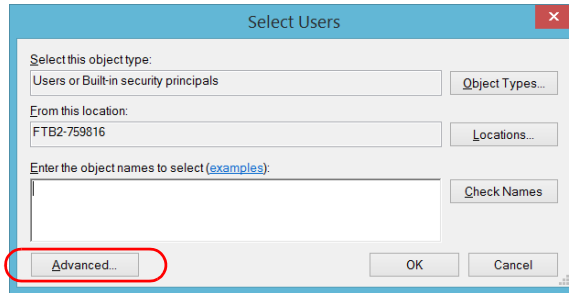 Select Users
Select this object type:
Users or Built-in security principals
Object Types...
From this location:
FTB2-759816
Locations...
Enter the object names to select (examples):
Check Names
Advanced...
OK
Cancel